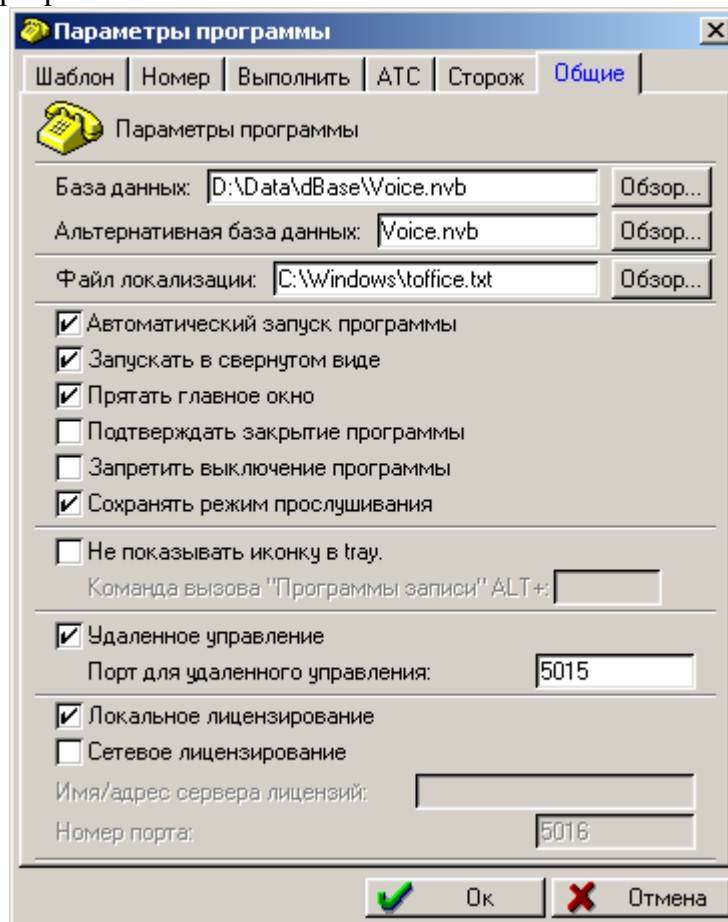 Параметры программы
Шаблон Номер Выполнить АТС Сторож Общие
Параметры программы
База данных: D:\Data\dBase\Voice.nvb Обзор...
Альтернативная база данных: Voice.nvb Обзор...
Файл локализации: C:\Windows\toffice.txt Обзор...
Автоматический запуск программы
Запускать в свернутом виде
Прятать главное окно
Подтверждать закрытие программы
Запретить выключение программы
Сохранять режим прослушивания
Не показывать иконку в tray.
Команда вызова "Программы записи" ALT+:
Удаленное управление
Порт для удаленного управления: 5015
Локальное лицензирование
Сетевое лицензирование
Имя/адрес сервера лицензий:
Номер порта: 5016
Ок Отмена